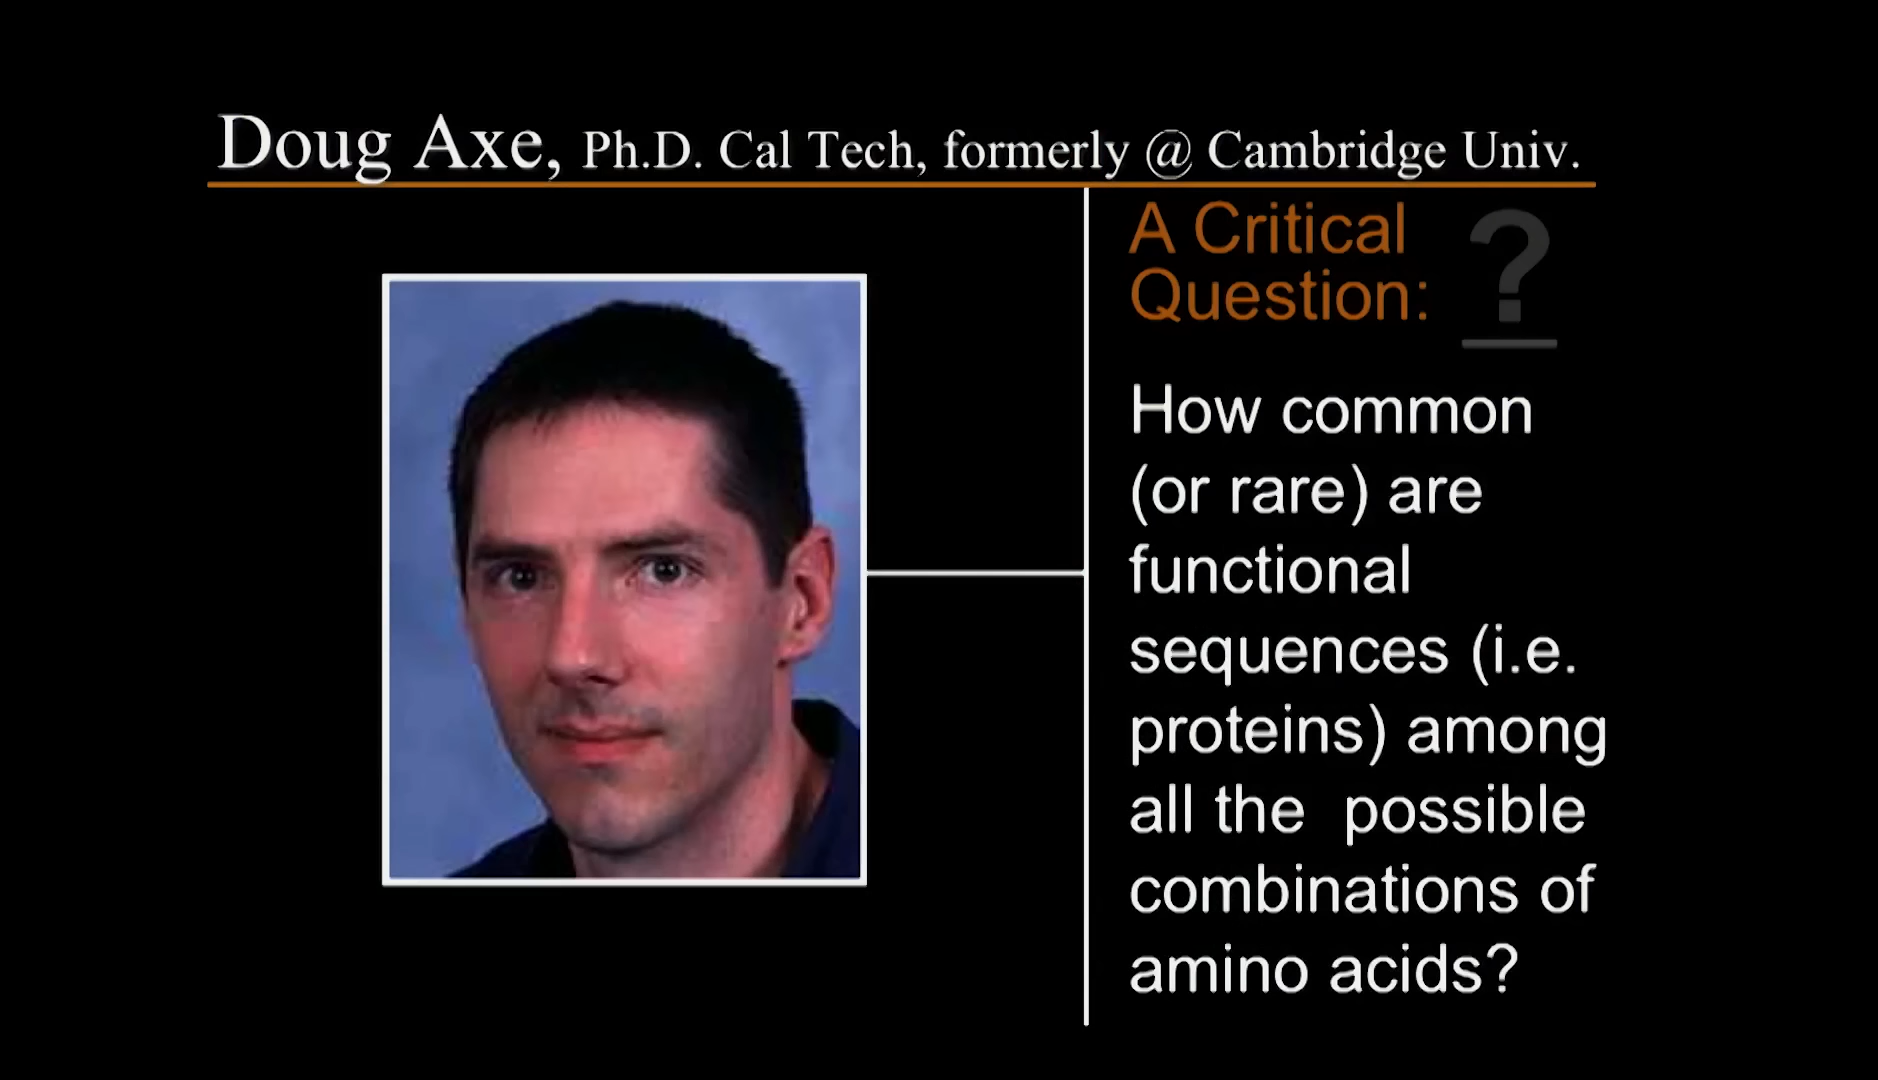 Doug Axe, Ph.D. Cal Tech, formerly @ Cambridge Univ.
A Critical
Question:
?
How common
(or rare) are
functional
sequences (i.e.
proteins) among
all the possible
combinations of
amino acids?